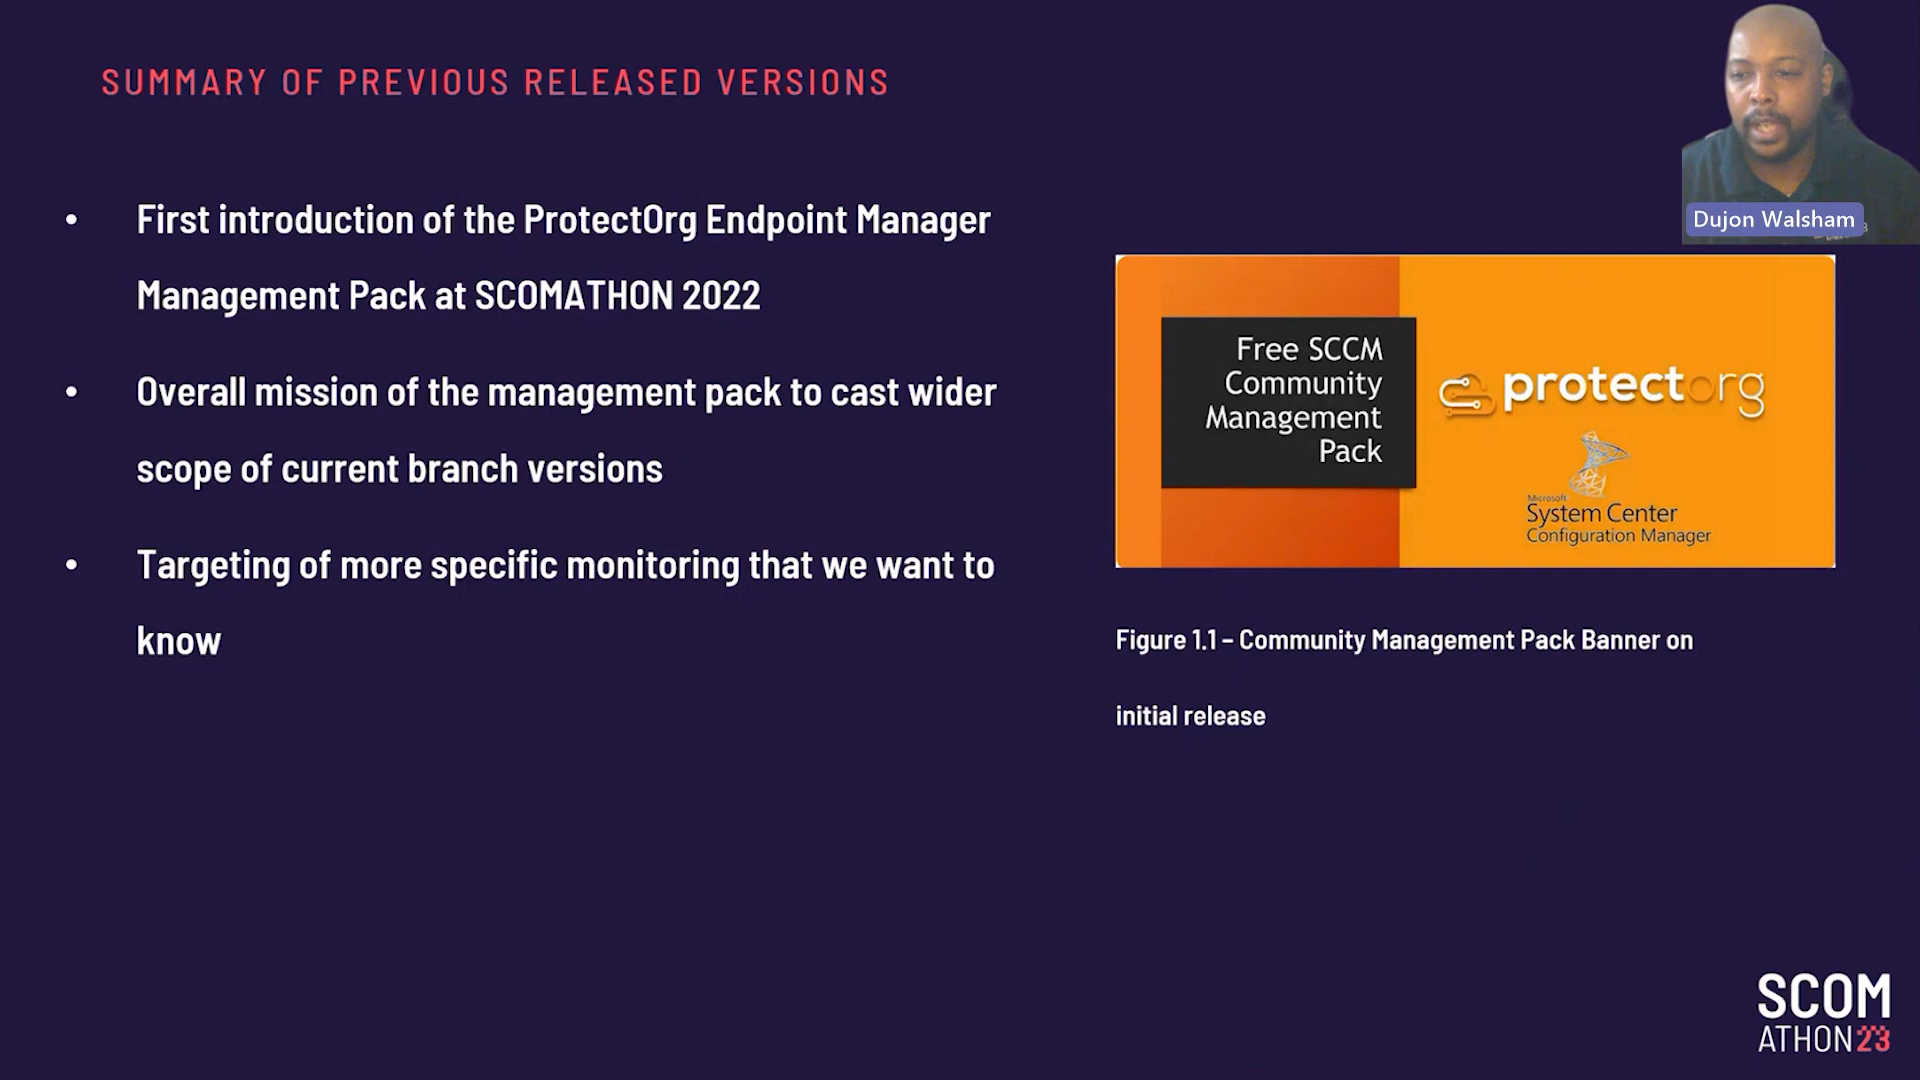 SUMMARY OF PREVIOUS RELEASED VERSIONS
• First introduction of the ProtectOrg Endpoint Manager
Management Pack at SCOMATHON 2022
• Overall mission of the management pack to cast wider
scope of current branch versions
• Targeting of more specific monitoring that we want to
know
Dujon Walsham
Free SCCM
Community
Management
Pack
protectorg
Microsoft
System Center
Configuration Manager
Figure 1.1 – Community Management Pack Banner on
initial release
SCOM
ATHON23